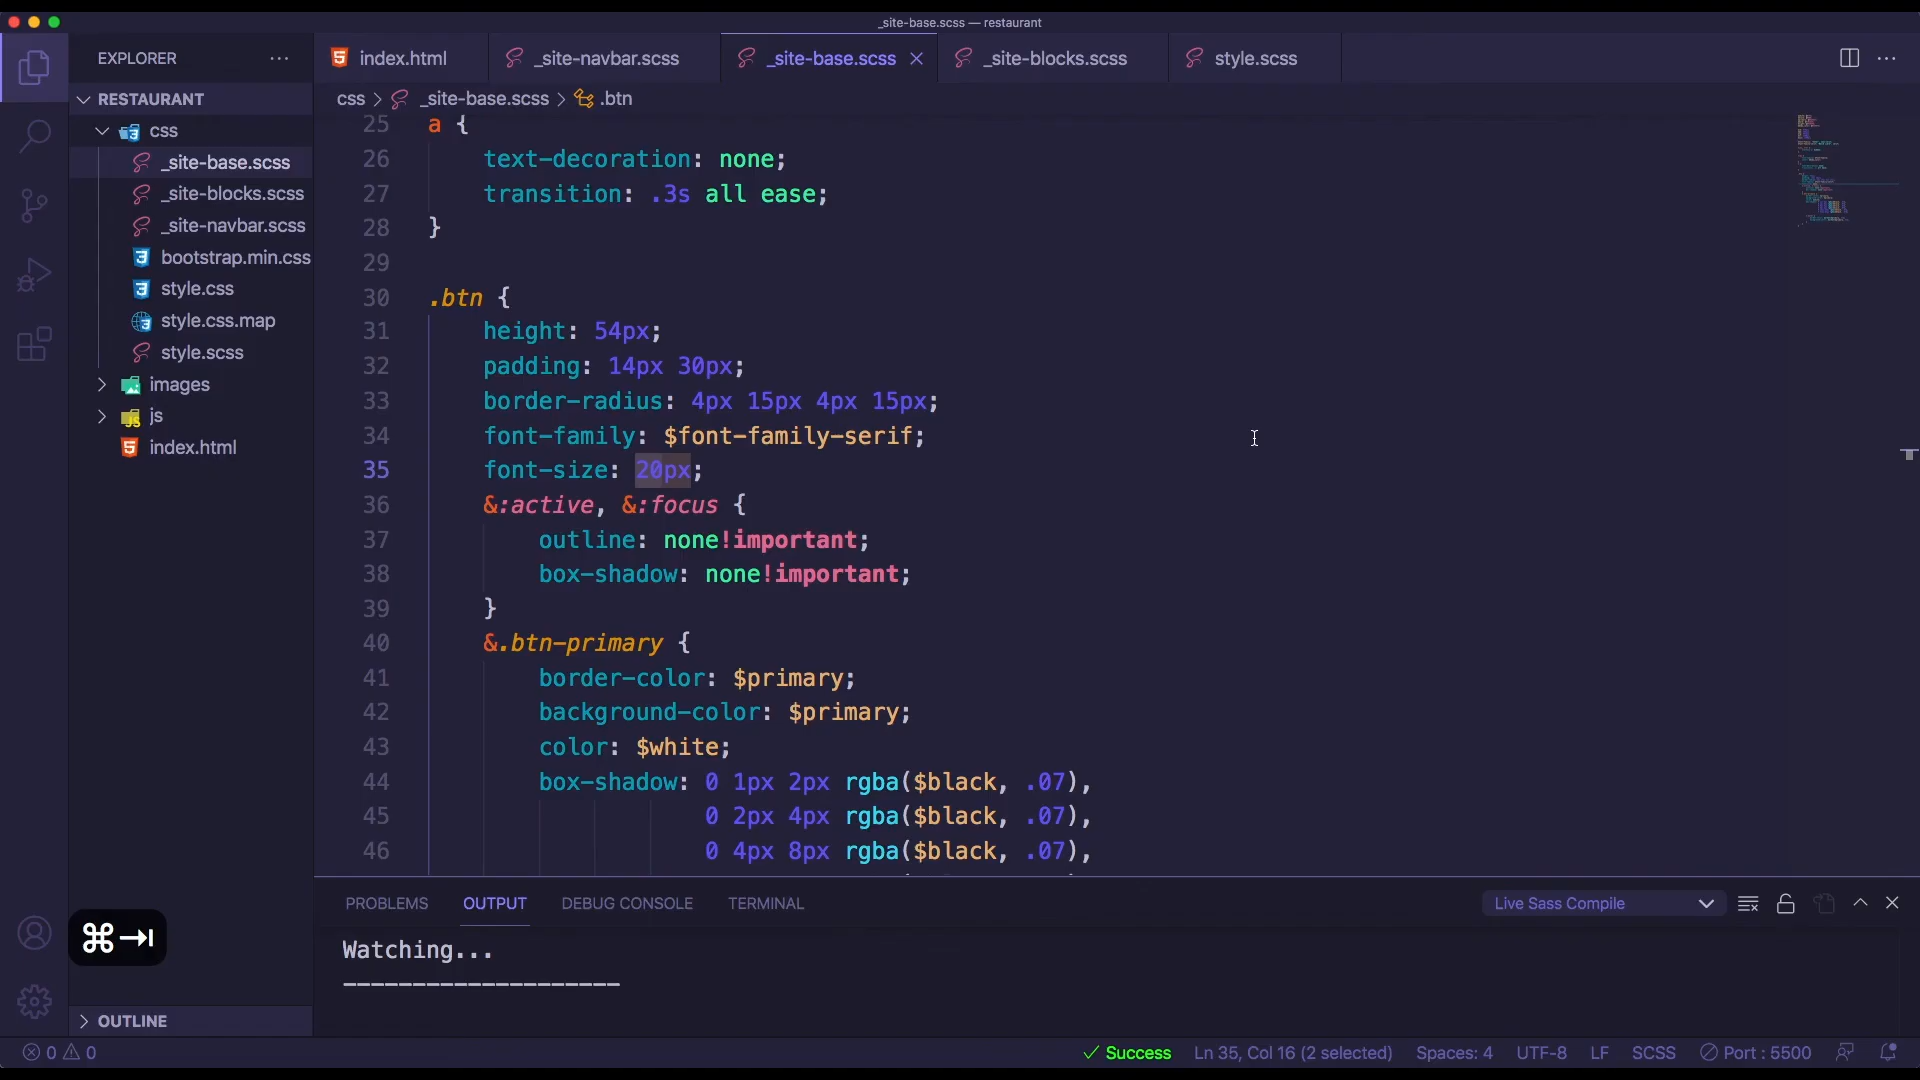 _site-base.scss — restaurant
EXPLORER
index.html
_site-navbar.scss
_site-base.scss
_site-blocks.scss
style.scss
RESTAURANT
css
_site-base.scss
_site-blocks.scss
_site-navbar.scss
bootstrap.min.css
style.css
style.css.map
style.scss
images
js
index.html
OUTLINE
css > _site-base.scss > .btn
25 a {
26 text-decoration: none;
27 transition: .3s all ease;
28 }
29
30 .btn {
31 height: 54px;
32 padding: 14px 30px;
33 border-radius: 4px 15px 4px 15px;
34 font-family: $font-family-serif;
35 font-size: 20px;
36 &:active, &:focus {
37 outline: none!important;
38 box-shadow: none!important;
39 }
40 &.btn-primary {
41 border-color: $primary;
42 background-color: $primary;
43 color: $white;
44 box-shadow: 0 1px 2px rgba($black, .07),
45 0 2px 4px rgba($black, .07),
46 0 4px 8px rgba($black, .07),
PROBLEMS OUTPUT DEBUG CONSOLE TERMINAL
Live Sass Compile
Watching...
--------------------
⌘⇥
0 0
Success Ln 35, Col 16 (2 selected) Spaces: 4 UTF-8 LF SCSS Port : 5500